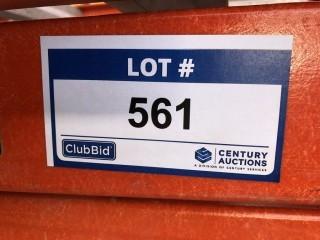 LOT #
561
ClubBid
CENTURY
AUCTIONS
A DIVISION OF CENTURY SERVICES